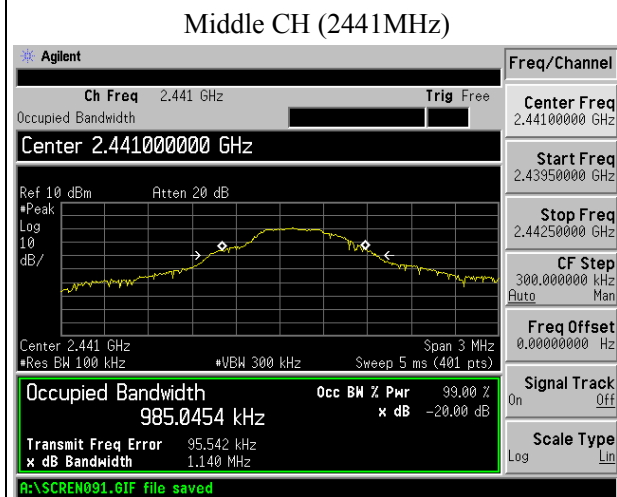 Middle CH (2441MHz)
Agilent
Freq/Channel
Ch Freq 2.441 GHz Trig Free
Occupied Bandwidth
Center 2.441000000 GHz
Ref 10 dBm Atten 20 dB
#Peak
Log
10
dB/
Center 2.441 GHz Span 3 MHz
#Res BW 100 kHz #VBW 300 kHz Sweep 5 ms (401 pts)
Occupied Bandwidth
985.0454 kHz
Occ BW % Pwr 99.00 %
x dB -20.00 dB
Transmit Freq Error 95.542 kHz
x dB Bandwidth 1.140 MHz
A:\SCREN091.GIF file saved
Center Freq
2.44100000 GHz
Start Freq
2.43950000 GHz
Stop Freq
2.44250000 GHz
CF Step
300.000000 kHz
Auto Man
Freq Offset
0.00000000 Hz
Signal Track
On Off
Scale Type
Log Lin